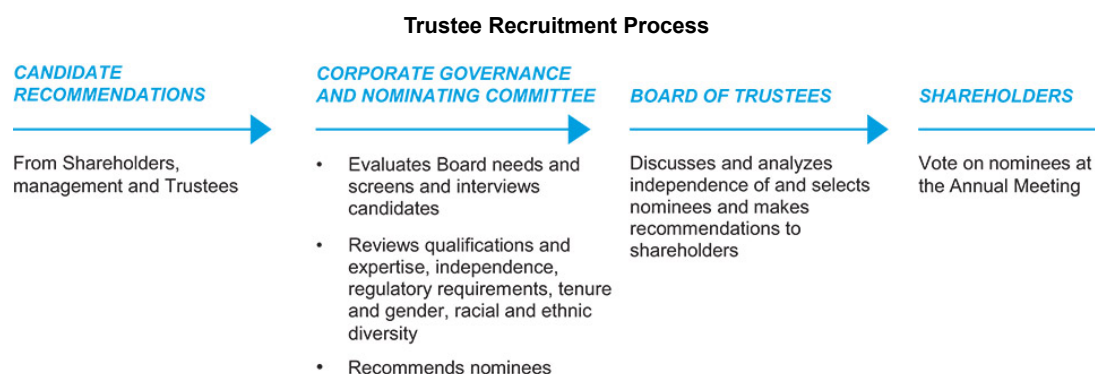 Trustee Recruitment Process
CANDIDATE
RECOMMENDATIONS
From Shareholders,
management and Trustees
CORPORATE GOVERNANCE
AND NOMINATING COMMITTEE
• Evaluates Board needs and
screens and interviews
candidates
• Reviews qualifications and
expertise, independence,
regulatory requirements, tenure
and gender, racial and ethnic
diversity
• Recommends nominees
BOARD OF TRUSTEES
Discusses and analyzes
independence of and selects
nominees and makes
recommendations to
shareholders
SHAREHOLDERS
Vote on nominees at
the Annual Meeting